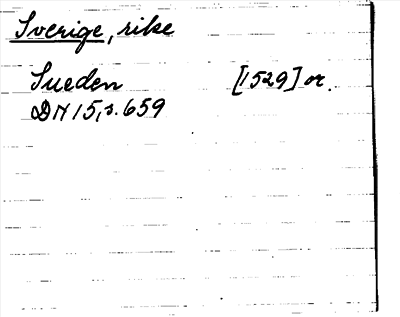 Sverige, rike
Sueden [1529] or.
DN 15, s. 659